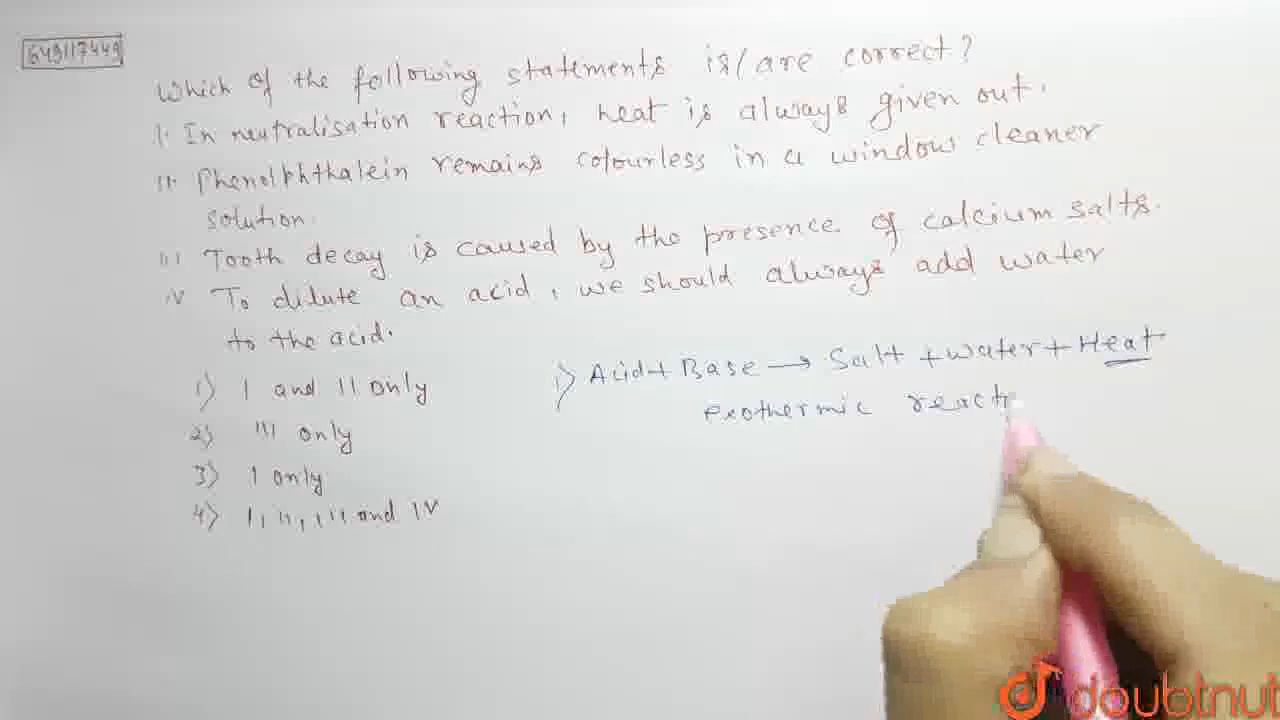 649117449
Which of the following statements is/are correct?
I. In neutralisation reaction, heat is always given out.
II. Phenolphthalein remains colourless in a window cleaner
solution.
III Tooth decay is caused by the presence of calcium salts.
IV To dilute an acid, we should always add water
to the acid.
i) Acid + Base → Salt + water + Heat
exothermic react
1) I and II only
2) III only
3) I only
4) I, II, III and IV
doubtnut